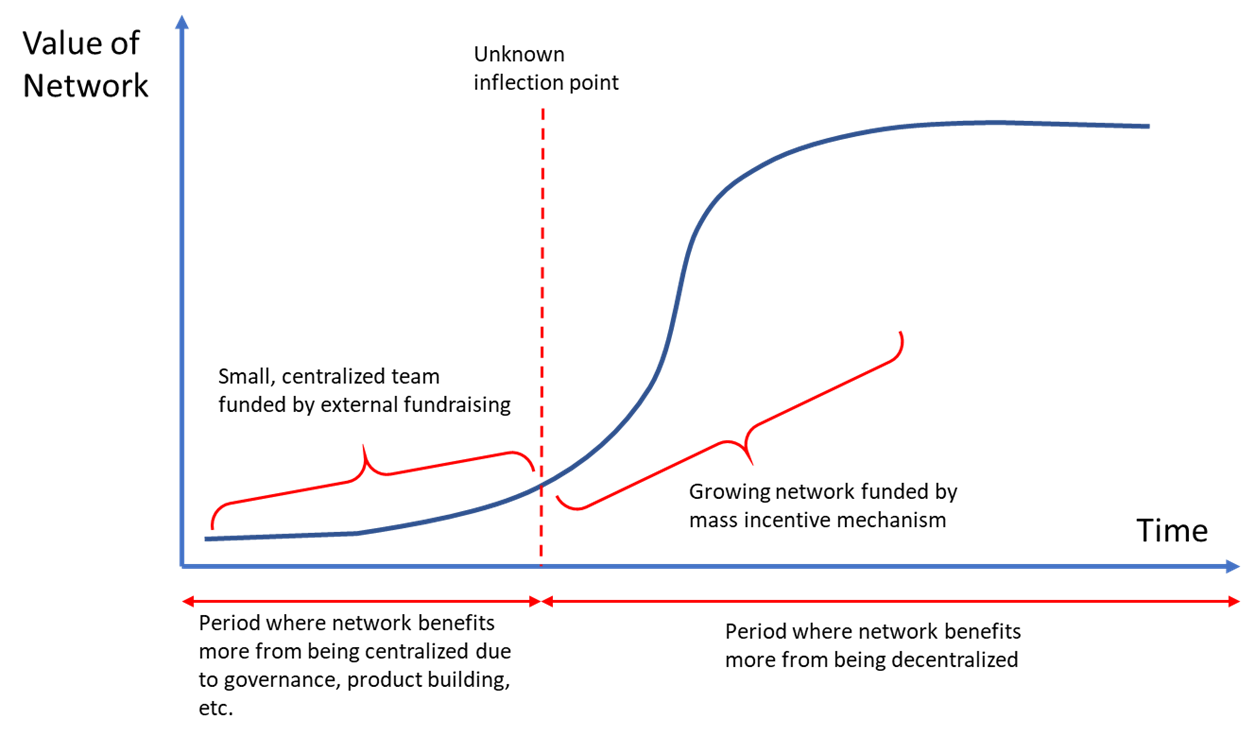 Value of
Network
Unknown
inflection point
Small, centralized team
funded by external fundraising
Growing network funded by
mass incentive mechanism
Time
Period where network benefits
more from being centralized due
to governance, product building,
etc.
Period where network benefits
more from being decentralized